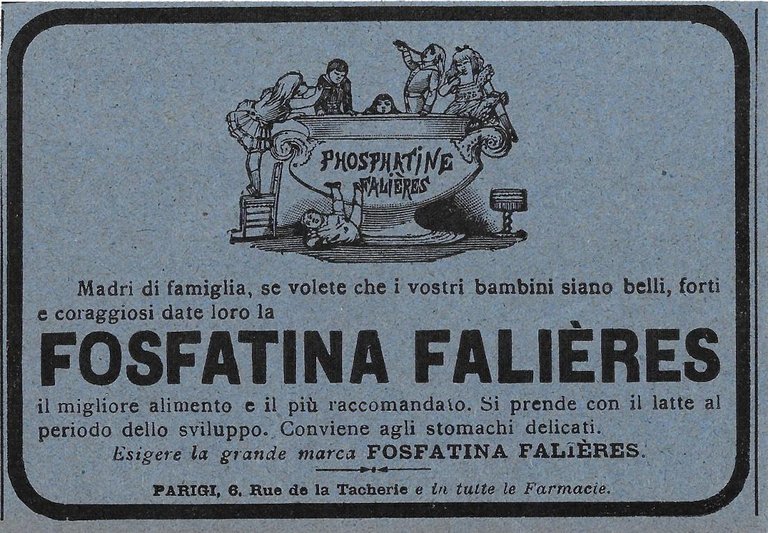 PHOSPHATINE
FALIÈRES
Madri di famiglia, se volete che i vostri bambini siano belli, forti
e coraggiosi date loro la
FOSFATINA FALIÈRES
il migliore alimento e il più raccomandato. Si prende con il latte al
periodo dello sviluppo. Conviene agli stomachi delicati.
Esigere la grande marca FOSFATINA FALIÈRES.
PARIGI, 6, Rue de la Tacherie e in tutte le Farmacie.